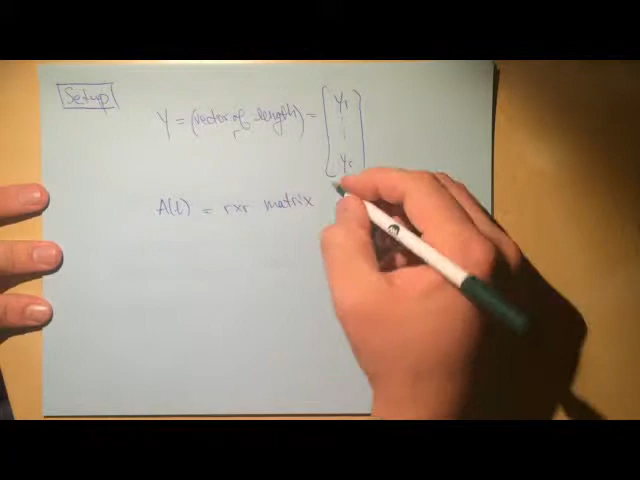 Setup
Y = (vector of length r) = [y₁
⋮
yᵣ]
A(t) = r×r matrix